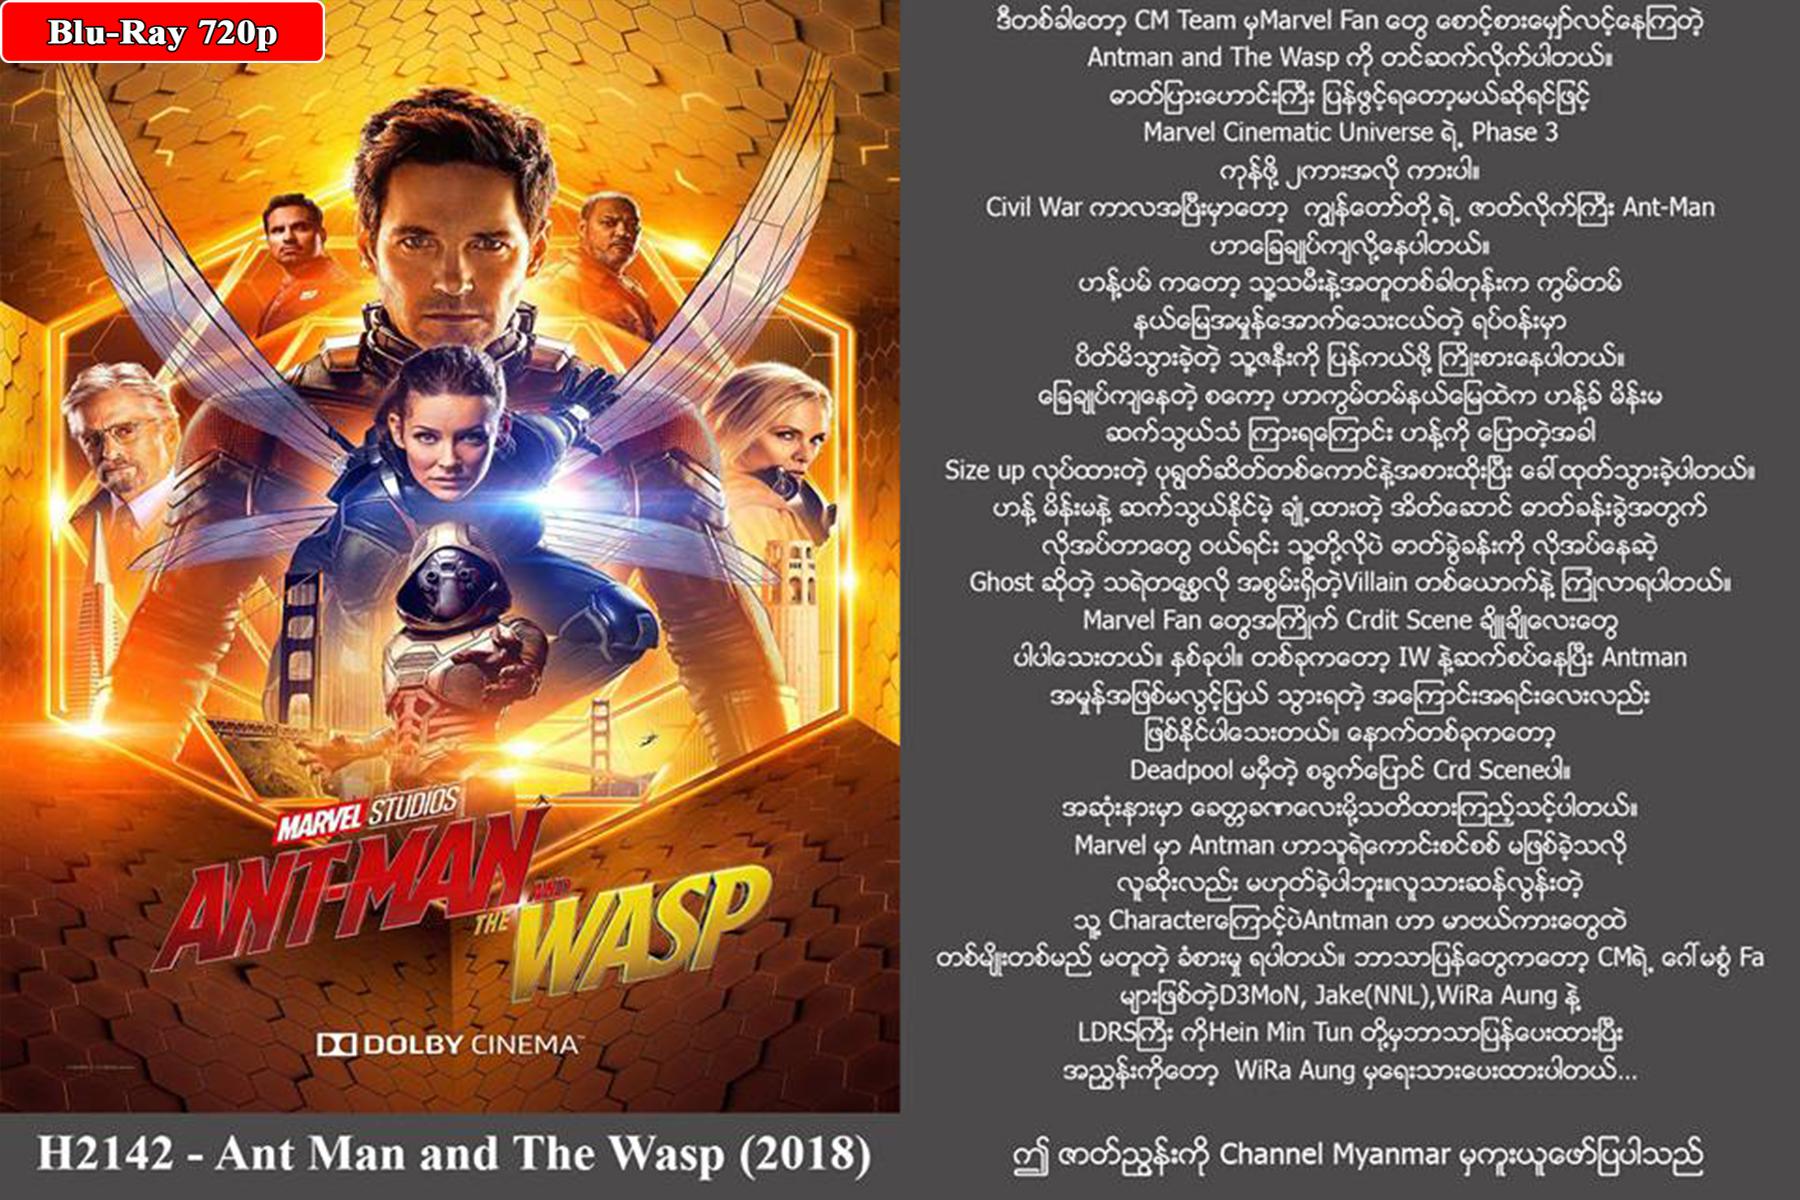 Blu-Ray 720p
MARVEL STUDIOS
ANT-MAN
AND
THE WASP
DOLBY CINEMA
H2142 - Ant Man and The Wasp (2018)
ဒီတစ်ခါတော့ CM Team မှMarvel Fan တွေ စောင့်စားမျှော်လင့်နေကြတဲ့
Antman and The Wasp ကို တင်ဆက်လိုက်ပါတယ်။
ဓာတ်ပြားဟောင်းကြီး ပြန်ဖွင့်ရတော့မယ်ဆိုရင်ဖြင့်
Marvel Cinematic Universe ရဲ့ Phase 3
ကုန်ဖို့ ၂ကားအလို ကားပါ။
Civil War ကာလအပြီးမှာတော့ ကျွန်တော်တို့ရဲ့ ဇာတ်လိုက်ကြီး Ant-Man
ဟာခြေချုပ်ကျလို့နေပါတယ်။
ဟန့်ပမ် ကတော့ သူ့သမီးနဲ့အတူတစ်ခါတုန်းက ကွမ်တမ်
နယ်မြေအမှုန်အောက်သေးငယ်တဲ့ ရပ်ဝန်းမှာ
ပိတ်မိသွားခဲ့တဲ့ သူ့ဇနီးကို ပြန်ကယ်ဖို့ ကြိုးစားနေပါတယ်။
ခြေချုပ်ကျနေတဲ့ စကော့ ဟာကွမ်တမ်နယ်မြေထဲက ဟန့်ခ် မိန်းမ
ဆက်သွယ်သံ ကြားရကြောင်း ဟန့်ကို ပြောတဲ့အခါ
Size up လုပ်ထားတဲ့ ပုရွတ်ဆိတ်တစ်ကောင်နဲ့အစားထိုးပြီး ခေါ်ထုတ်သွားခဲ့ပါတယ်။
ဟန့် မိန်းမနဲ့ ဆက်သွယ်နိုင်မဲ့ ချုံ့ထားတဲ့ အိတ်ဆောင် ဓာတ်ခန်းခွဲအတွက်
လိုအပ်တာတွေ ဝယ်ရင်း သူ့တို့လိုပဲ ဓာတ်ခွဲခန်းကို လိုအပ်နေဆဲ့
Ghost ဆိုတဲ့ သရဲတစ္ဆေလို အစွမ်းရှိတဲ့Villain တစ်ယောက်နဲ့ ကြုံလာရပါတယ်။
Marvel Fan တွေအကြိုက် Crdit Scene ချိုချိုလေးတွေ
ပါပါသေးတယ်။ နှစ်ခုပါ။ တစ်ခုကတော့ IW နဲ့ဆက်စပ်နေပြီး Antman
အမှုန်အဖြစ်မလွင့်ပြယ် သွားရတဲ့ အကြောင်းအရင်းလေးလည်း
ဖြစ်နိုင်ပါသေးတယ်။ နောက်တစ်ခုကတော့
Deadpool မမှီတဲ့ စခွက်ပြောင် Crd Sceneပါ။
အဆုံးနားမှာ ခေတ္တခဏလေးမို့သတိထားကြည့်သင့်ပါတယ်။
Marvel မှာ Antman ဟာသူရဲကောင်းစင်စစ် မဖြစ်ခဲ့သလို
လူဆိုးလည်း မဟုတ်ခဲ့ပါဘူး။လူသားဆန်လွန်းတဲ့
သူ့ Characterကြောင့်ပဲAntman ဟာ မာဗယ်ကားတွေထဲ
တစ်မျိုးတစ်မည် မတူတဲ့ ခံစားမှု ရပါတယ်။ ဘာသာပြန်တွေကတော့ CMရဲ့ ဂေါ်မစွံ Fa
များဖြစ်တဲ့D3MoN, Jake(NNL),WiRa Aung နဲ့
LDRSကြီး ကိုHein Min Tun တို့မှဘာသာပြန်ပေးထားပြီး
အညွှန်းကိုတော့ WiRa Aung မှရေးသားပေးထားပါတယ်...
ဤ ဇာတ်ညွှန်းကို Channel Myanmar မှကူးယူဖော်ပြပါသည်